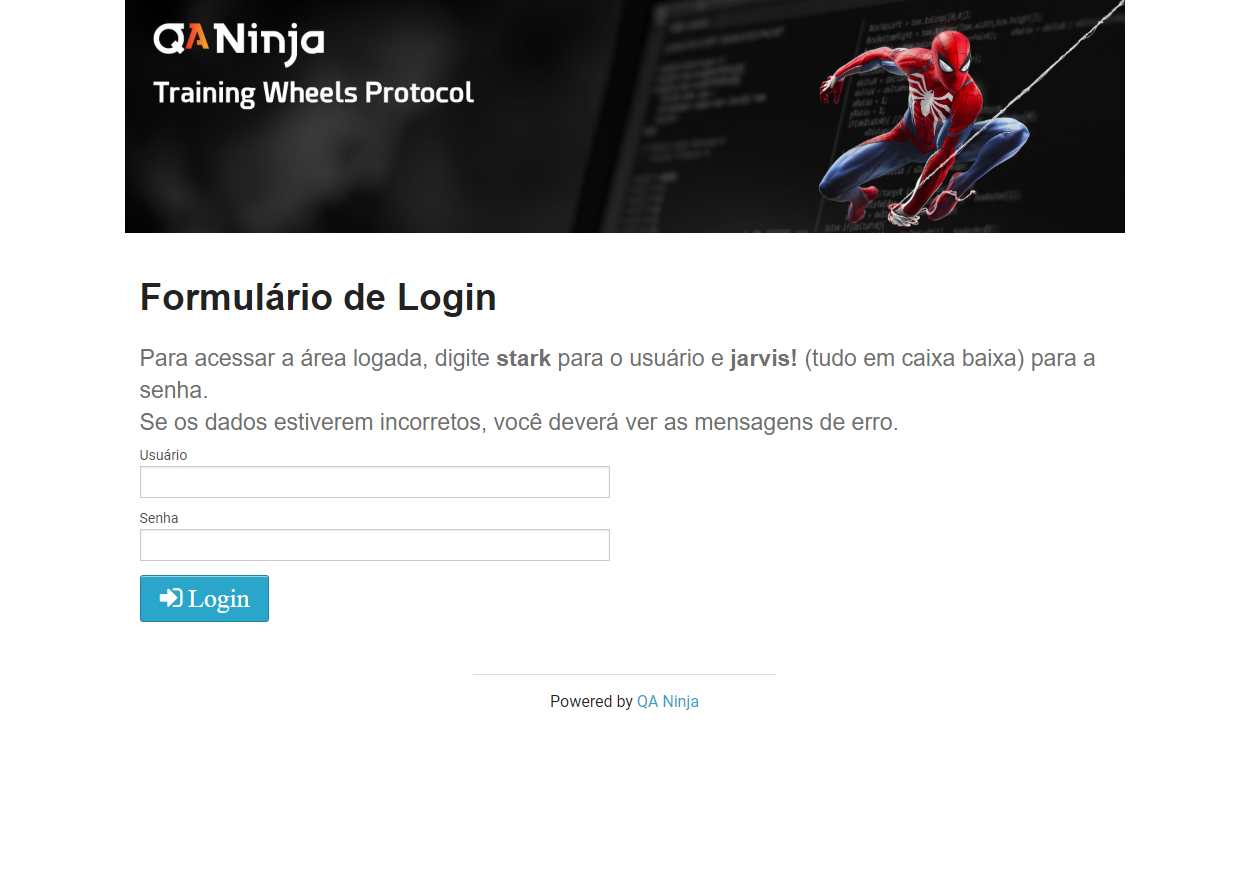 QANinja
Training Wheels Protocol
Formulário de Login
Para acessar a área logada, digite stark para o usuário e jarvis! (tudo em caixa baixa) para a
senha.
Se os dados estiverem incorretos, você deverá ver as mensagens de erro.
Usuário
Senha
Login
Powered by QA Ninja